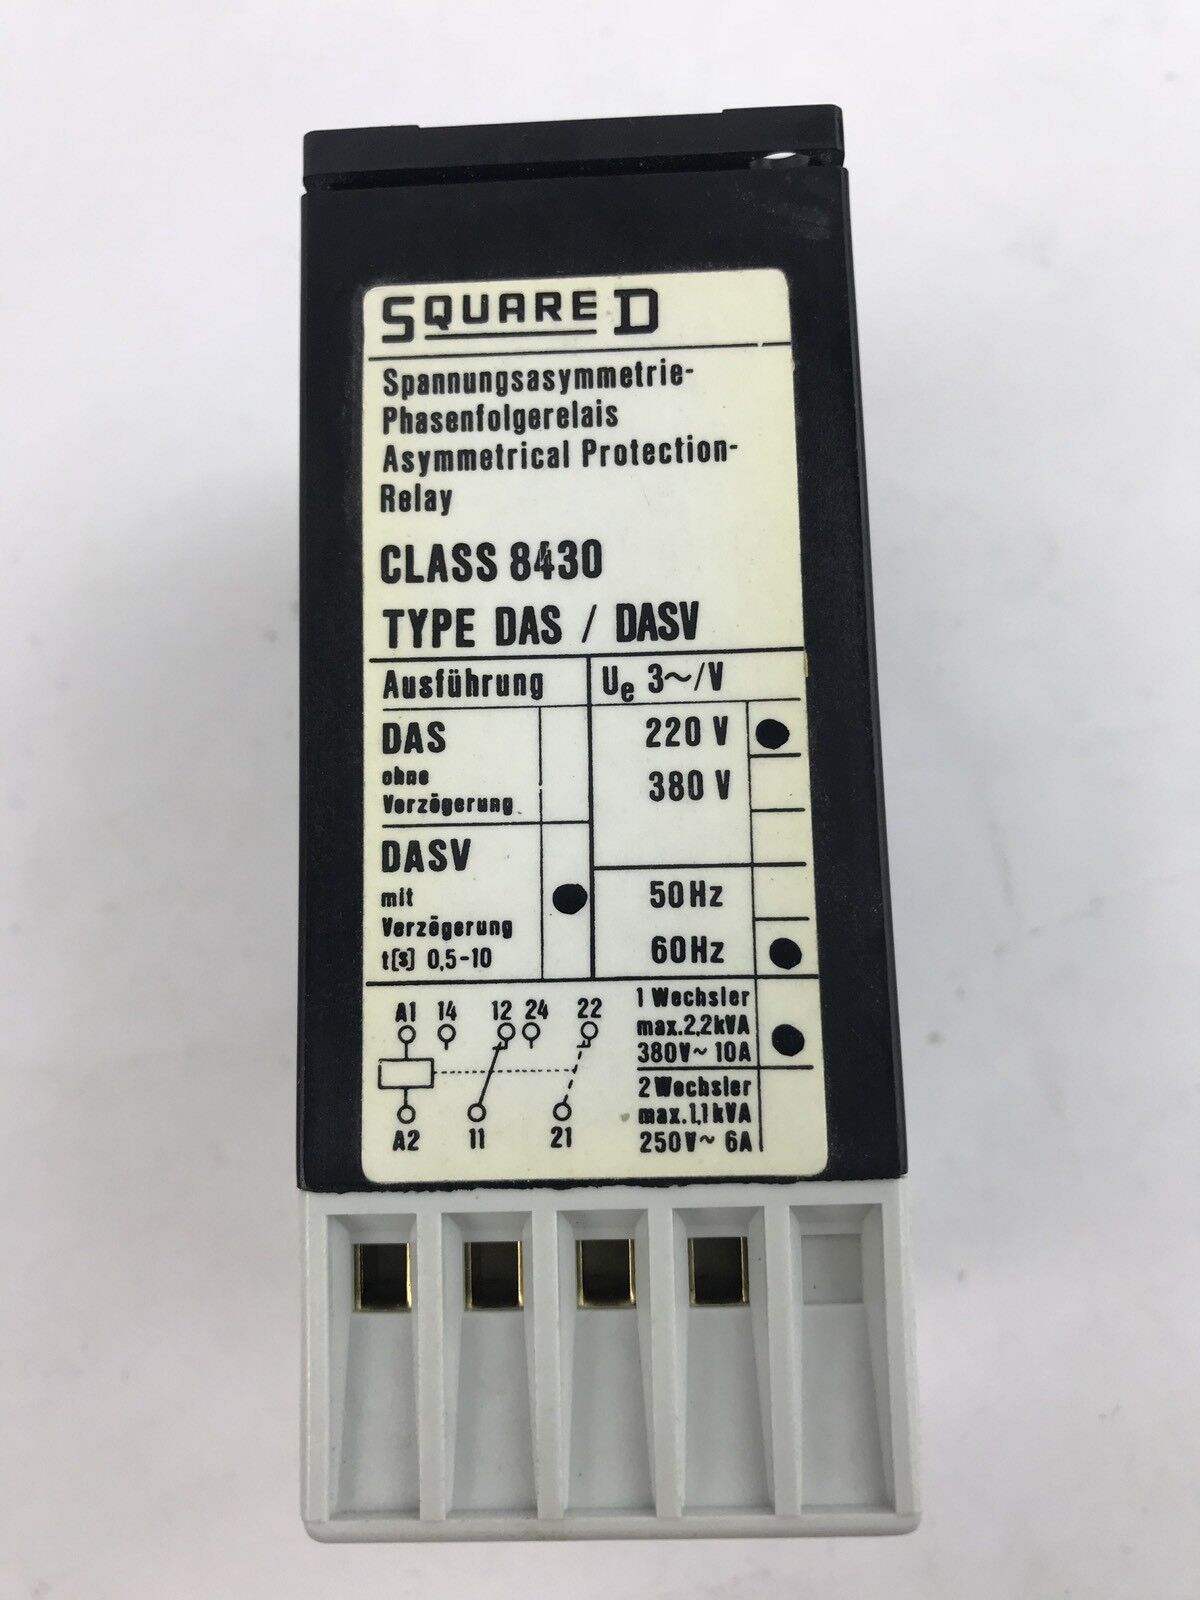 SQUARE D
Spannungsasymmetrie-
Phasenfolgerelais
Asymmetrical Protection-
Relay
CLASS 8430
TYPE DAS / DASV
Ausführung
Ue 3~/V
DAS
ohne
Verzögerung
220 V
380 V
DASV
mit
Verzögerung
t[s] 0,5-10
50Hz
60Hz
A1 14 12 24 22
A2 11 21
1 Wechsler
max.2,2kVA
380V~ 10A
2 Wechsler
max.1,1kVA
250V~ 6A